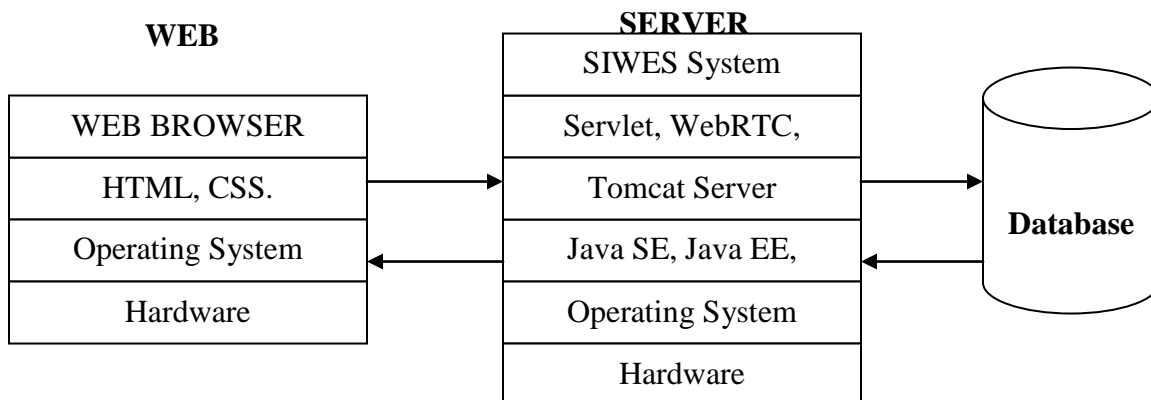 WEB
WEB BROWSER
HTML, CSS.
Operating System
Hardware
SERVER
SIWES System
Servlet, WebRTC,
Tomcat Server
Java SE, Java EE,
Operating System
Hardware
Database